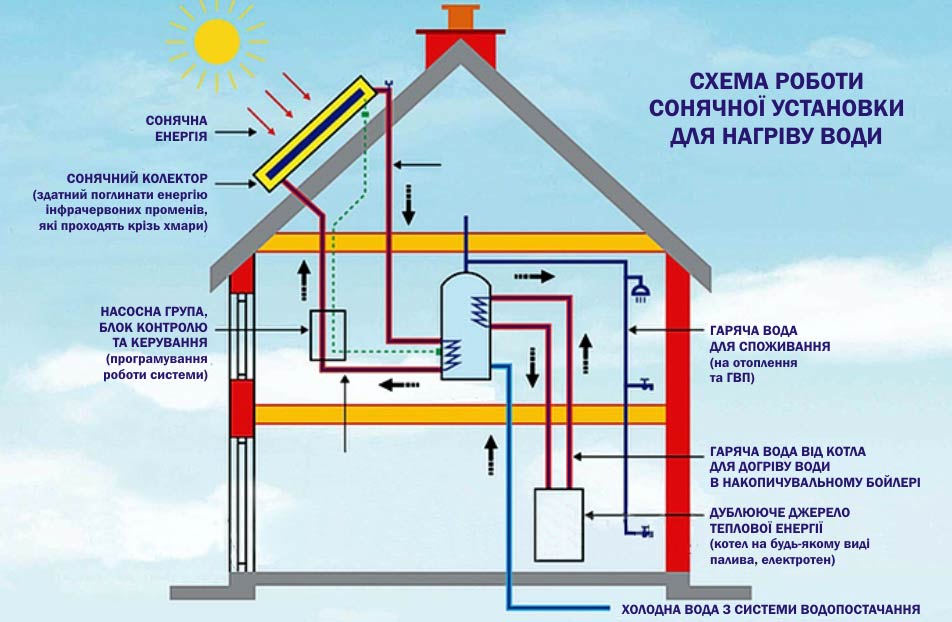 СХЕМА РОБОТИ
СОНЯЧНОЇ УСТАНОВКИ
ДЛЯ НАГРІВУ ВОДИ
СОНЯЧНА
ЕНЕРГІЯ
СОНЯЧНИЙ КОЛЕКТОР
(здатний поглинати енергію
інфрачервоних променів,
які проходять крізь хмари)
НАСОСНА ГРУПА,
БЛОК КОНТРОЛЮ
ТА КЕРУВАННЯ
(програмування
роботи системи)
ГАРЯЧА ВОДА
ДЛЯ СПОЖИВАННЯ
(на отоплення
та ГВП)
ГАРЯЧА ВОДА ВІД КОТЛА
ДЛЯ ДОГРІВУ ВОДИ
В НАКОПИЧУВАЛЬНОМУ БОЙЛЕРІ
ДУБЛЮЮЧЕ ДЖЕРЕЛО
ТЕПЛОВОЇ ЕНЕРГІЇ
(котел на будь-якому виді
палива, електротен)
ХОЛОДНА ВОДА З СИСТЕМИ ВОДОПОСТАЧАННЯ